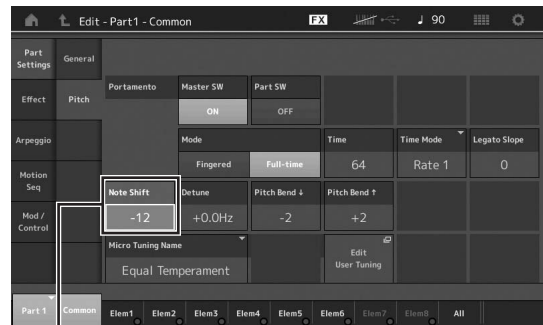 Edit - Part1 - Common FX ♩ 90
Part Settings
General
Effect
Pitch
Arpeggio
Motion Seq
Mod / Control
Portamento
Master SW
ON
Part SW
OFF
Mode
Fingered Full-time
Time
64
Time Mode
Rate 1
Legato Slope
0
Note Shift
-12
Detune
+0.0Hz
Pitch Bend ↓
-2
Pitch Bend ↑
+2
Micro Tuning Name
Equal Temperament
Edit
User Tuning
Part 1 Common Elem1 Elem2 Elem3 Elem4 Elem5 Elem6 Elem7 Elem8 All